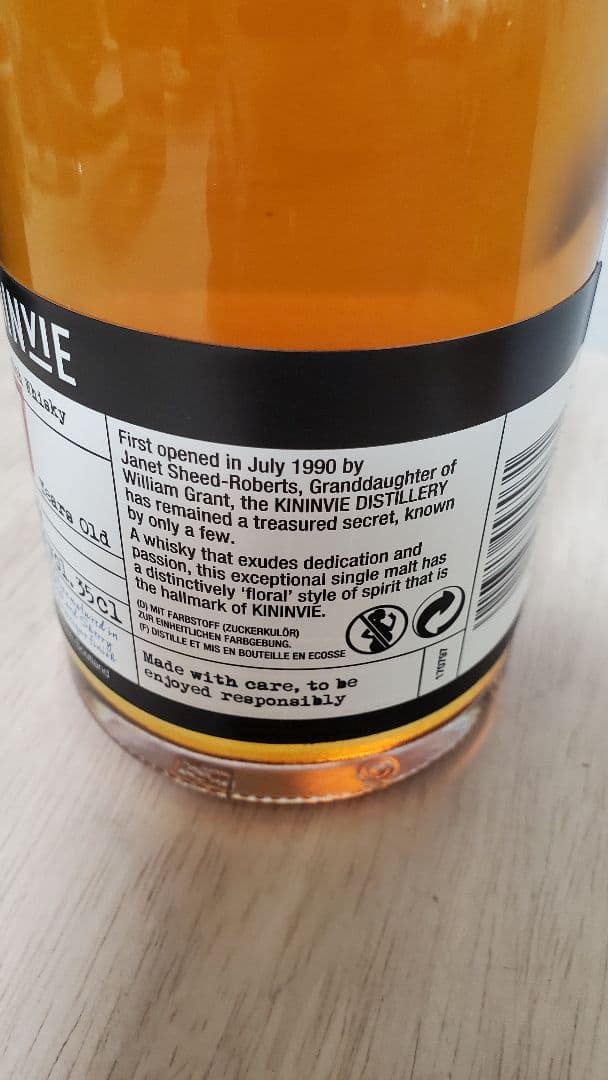 Whisky
Years Old
35cl
First opened in July 1990 by
Janet Sheed-Roberts, Granddaughter of
William Grant, the KININVIE DISTILLERY
has remained a treasured secret, known
by only a few.
A whisky that exudes dedication and
passion, this exceptional single malt has
a distinctively 'floral' style of spirit that is
the hallmark of KININVIE.
(D) MIT FARBSTOFF (ZUCKERKULÖR)
ZUR EINHEITLICHEN FARBGEBUNG.
(F) DISTILLE ET MIS EN BOUTEILLE EN ECOSSE
Made with care, to be
enjoyed responsibly